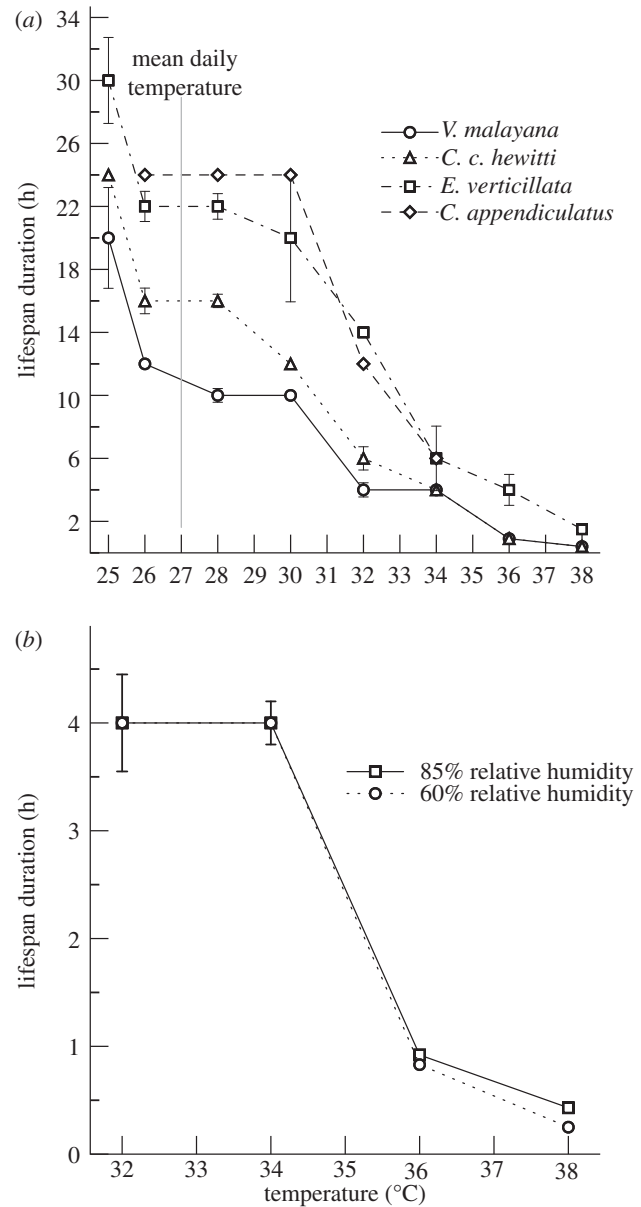 (a)
34
30
26
22
18
14
10
6
2
lifespan duration (h)
mean daily
temperature
V. malayana
C. c. hewitti
E. verticillata
C. appendiculatus
25 26 27 28 29 30 31 32 33 34 35 36 37 38
(b)
4
3
2
1
0
lifespan duration (h)
85% relative humidity
60% relative humidity
32 33 34 35 36 37 38
temperature (°C)